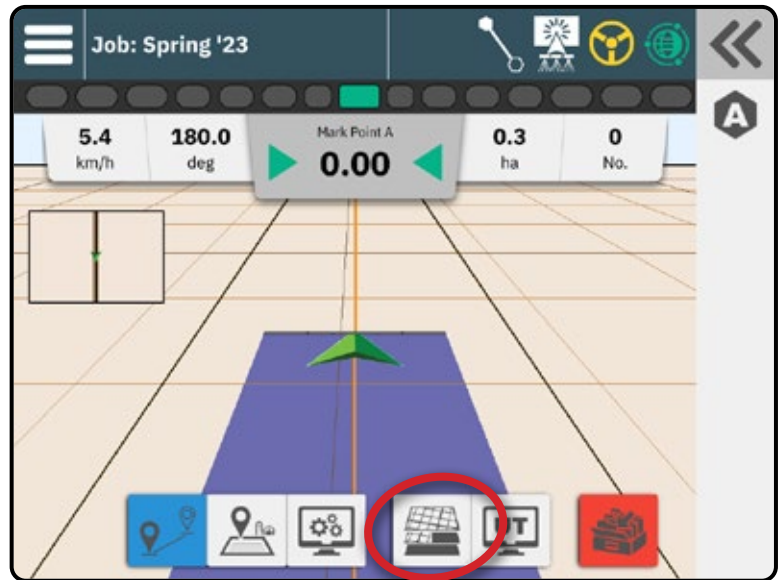 Job: Spring '23
5.4
km/h
180.0
deg
Mark Point A
0.00
0.3
ha
0
No.
A
UT